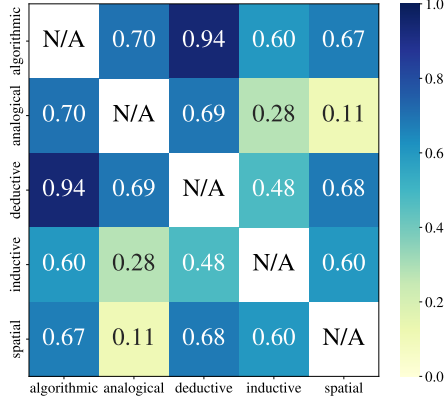 algorithmic N/A 0.70 0.94 0.60 0.67
analogical 0.70 N/A 0.69 0.28 0.11
deductive 0.94 0.69 N/A 0.48 0.68
inductive 0.60 0.28 0.48 N/A 0.60
spatial 0.67 0.11 0.68 0.60 N/A
algorithmic analogical deductive inductive spatial
1.0
0.8
0.6
0.4
0.2
0.0